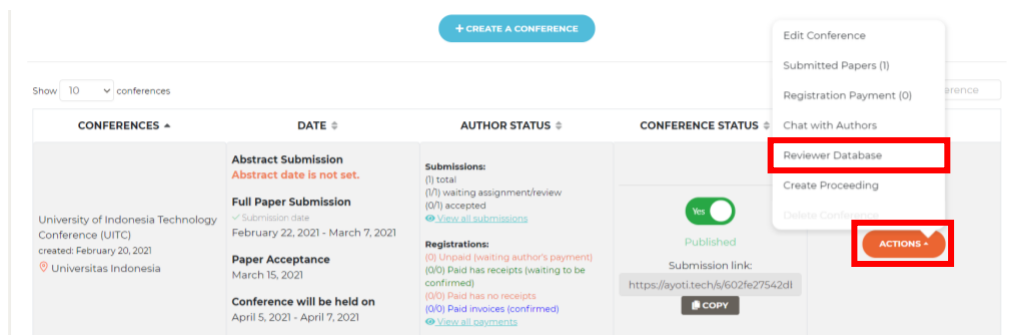 + CREATE A CONFERENCE
Edit Conference
Submitted Papers (1)
Registration Payment (0)
Chat with Authors
Reviewer Database
Create Proceeding
Delete Conference
Show 10 conferences
CONFERENCES
DATE
AUTHOR STATUS
CONFERENCE STATUS
University of Indonesia Technology
Conference (UITC)
created: February 20, 2021
Universitas Indonesia
Abstract Submission
Abstract date is not set.
Full Paper Submission
Submission date
February 22, 2021 - March 7, 2021
Paper Acceptance
March 15, 2021
Conference will be held on
April 5, 2021 - April 7, 2021
Submissions:
(1) total
(1/1) waiting assignment/review
(0/1) accepted
View all submissions
Registrations:
(0) Unpaid (waiting author's payment)
(0/0) Paid has receipts (waiting to be
confirmed)
(0/0) Paid has no receipts
(0/0) Paid invoices (confirmed)
View all payments
Yes
Published
Submission link:
https://ayoti.tech/s/602fe27542dl
COPY
ACTIONS